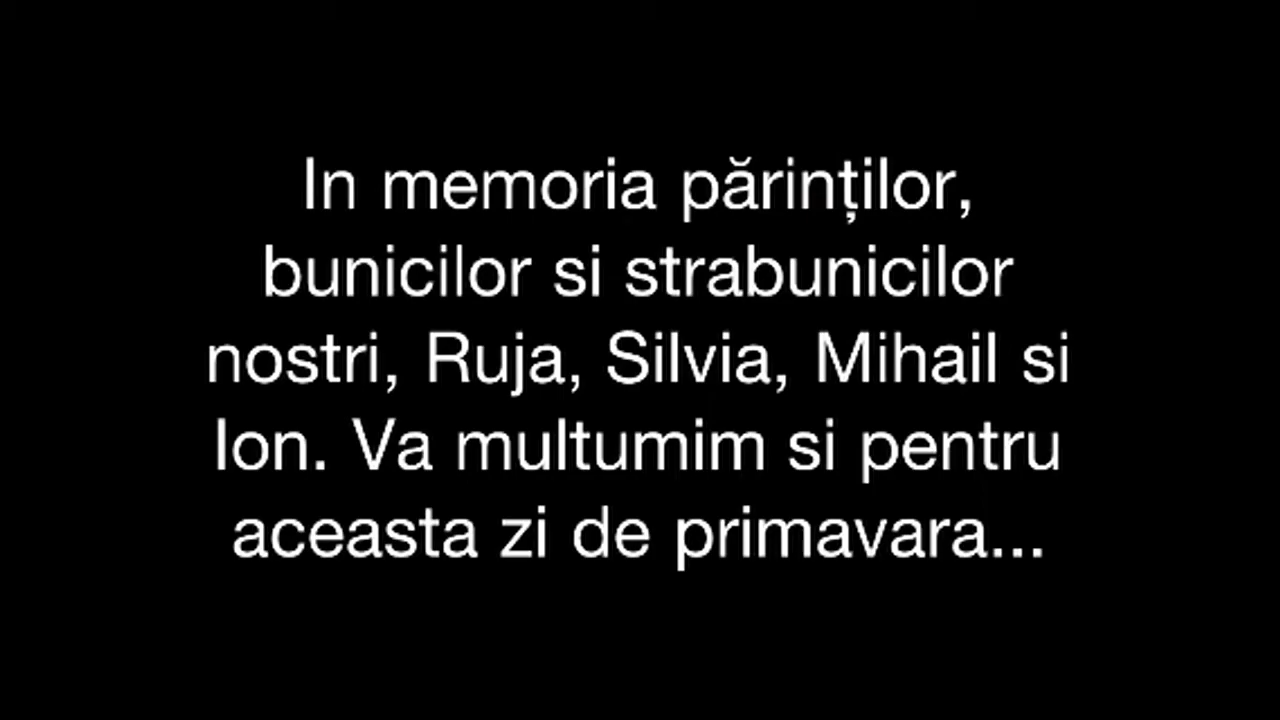 In memoria părinților,
bunicilor si strabunicilor
nostri, Ruja, Silvia, Mihail si
Ion. Va multumim si pentru
aceasta zi de primavara...